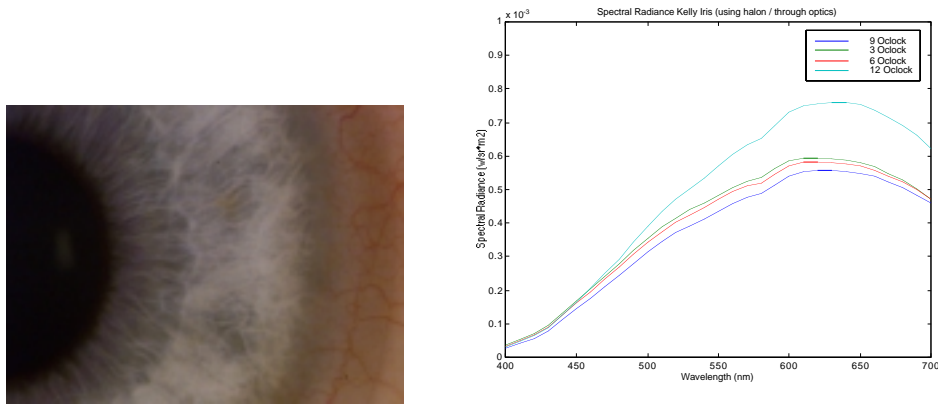 Spectral Radiance Kelly Iris (using halon / through optics)
x 10-3
9 Oclock
3 Oclock
6 Oclock
12 Oclock
1
0.9
0.8
0.7
0.6
0.5
0.4
0.3
0.2
0.1
0
Spectral Radiance (w/sr*m2)
400 450 500 550 600 650 700
Wavelength (nm)